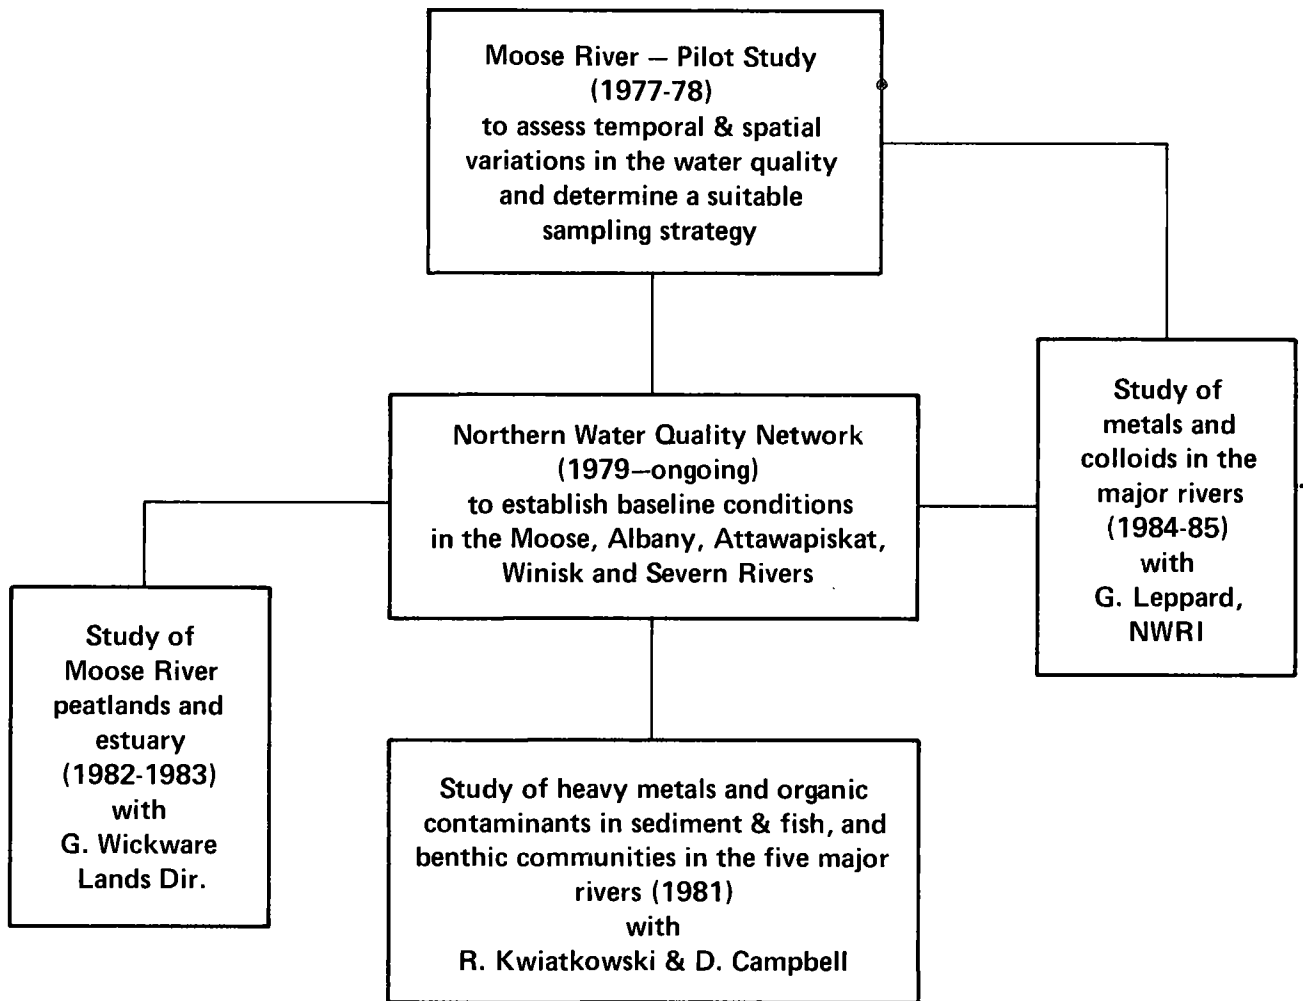 Moose River — Pilot Study
(1977-78)
to assess temporal & spatial
variations in the water quality
and determine a suitable
sampling strategy
Northern Water Quality Network
(1979—ongoing)
to establish baseline conditions
in the Moose, Albany, Attawapiskat,
Winisk and Severn Rivers
Study of
metals and
colloids in the
major rivers
(1984-85)
with
G. Leppard,
NWRI
Study of
Moose River
peatlands and
estuary
(1982-1983)
with
G. Wickware
Lands Dir.
Study of heavy metals and organic
contaminants in sediment & fish, and
benthic communities in the five major
rivers (1981)
with
R. Kwiatkowski & D. Campbell